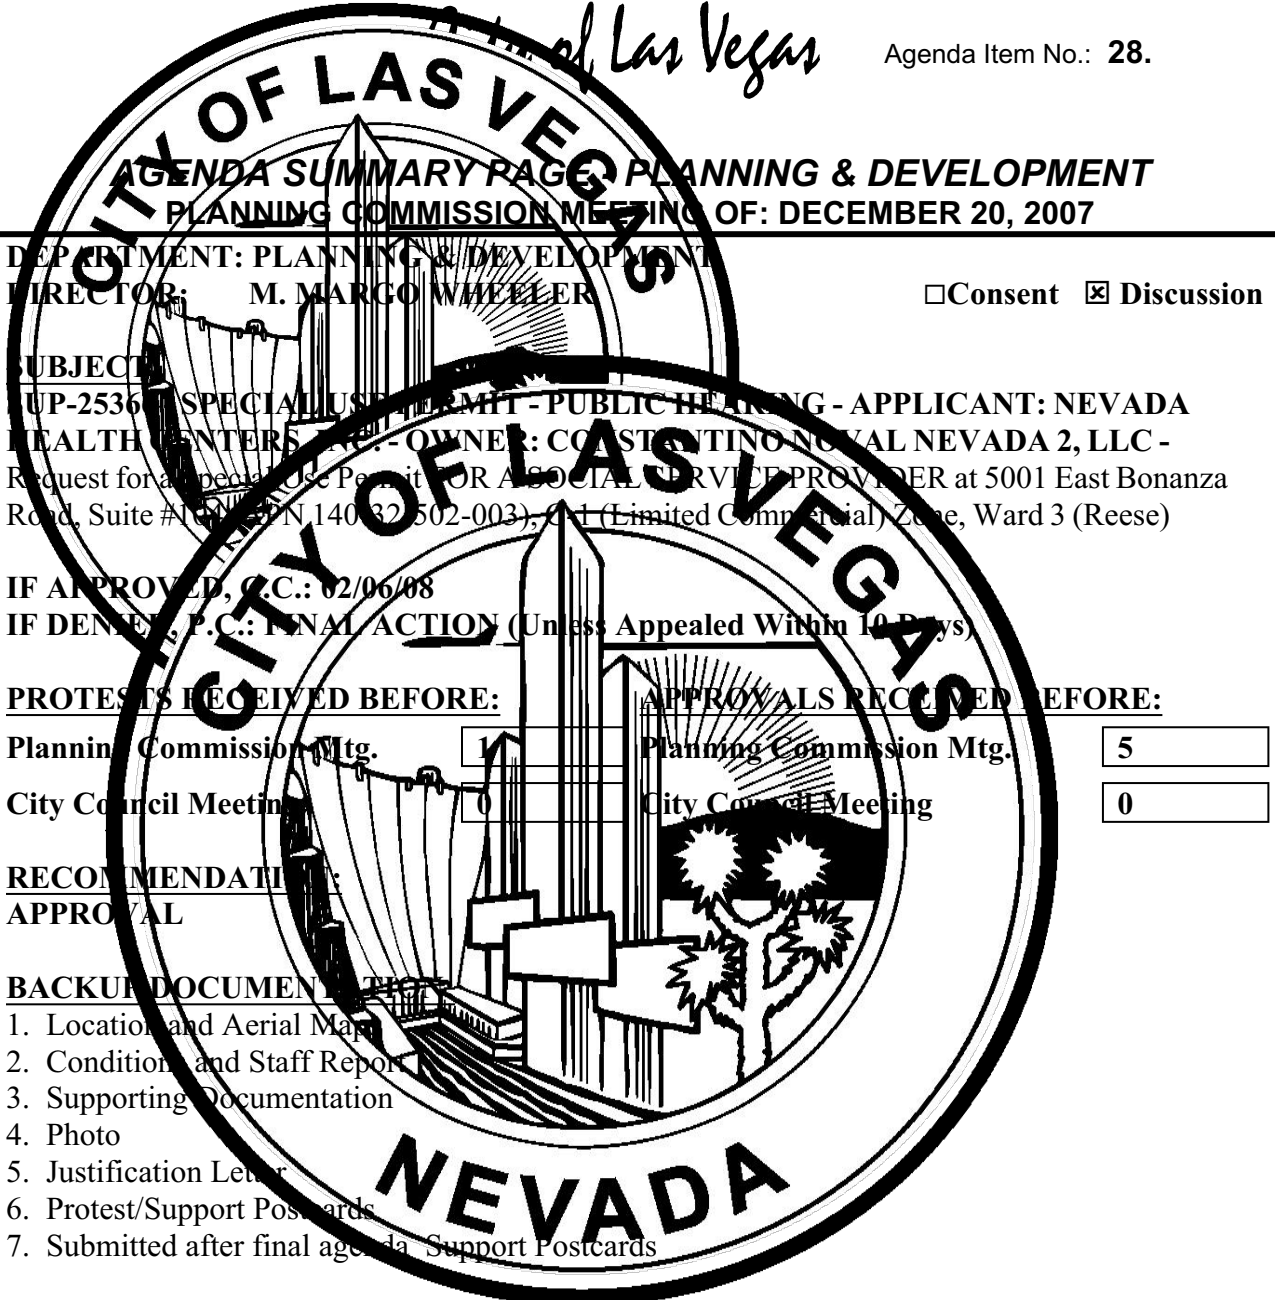 City of Las Vegas
Agenda Item No.: 28.
CITY OF LAS VEGAS
AGENDA SUMMARY PAGE - PLANNING & DEVELOPMENT
PLANNING COMMISSION MEETING OF: DECEMBER 20, 2007
DEPARTMENT: PLANNING & DEVELOPMENT
DIRECTOR: M. MARGO WHEELER
☐Consent ☒ Discussion
SUBJECT:
SPECIAL USE PERMIT - PUBLIC HEARING - APPLICANT: NEVADA
HEALTH CENTERS, INC. - OWNER: CONSTANTINO NOVAL NEVADA 2, LLC -
Request for a Special Use Permit FOR A SOCIAL SERVICE PROVIDER at 5001 East Bonanza
Road, Suite (APN 140-32-502-003), C-1 (Limited Commercial) Zone, Ward 3 (Reese)
IF APPROVED, C.C.: 02/06/08
IF DENIED, P.C.: FINAL ACTION (Unless Appealed Within 10 Days)
PROTESTS RECEIVED BEFORE: APPROVALS RECEIVED BEFORE:
Planning Commission Mtg. 1 Planning Commission Mtg. 5
City Council Meeting 0 City Council Meeting 0
RECOMMENDATION:
APPROVAL
BACKUP DOCUMENTATION:
1. Location and Aerial Maps
2. Conditions and Staff Report
3. Supporting Documentation
4. Photo
5. Justification Letter
6. Protest/Support Postcards
7. Submitted after final agenda Support Postcards
CITY OF LAS VEGAS
NEVADA